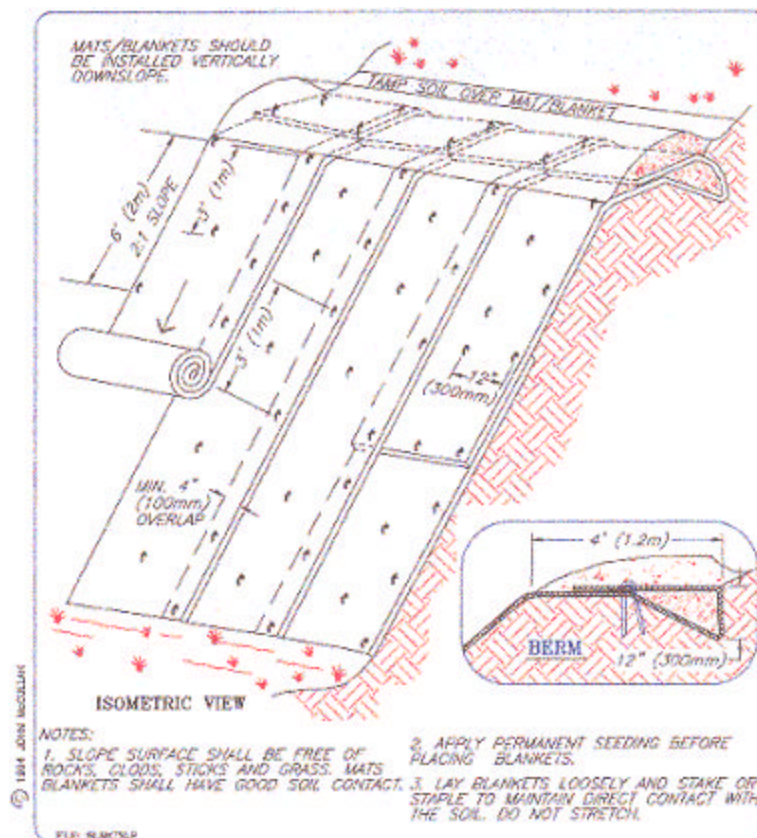 MATS/BLANKETS SHOULD
BE INSTALLED VERTICALLY
DOWNSLOPE.
TAMP SOIL OVER MAT/BLANKET
6' (2m)
2:1 SLOPE
3' (1m)
3' (1m)
12"
(300mm)
MIN. 4"
(100mm)
OVERLAP
4' (1.2m)
BERM
12" (300mm)
ISOMETRIC VIEW
NOTES:
1. SLOPE SURFACE SHALL BE FREE OF
ROCKS, CLODS, STICKS AND GRASS. MATS
BLANKETS SHALL HAVE GOOD SOIL CONTACT.
2. APPLY PERMANENT SEEDING BEFORE
PLACING BLANKETS.
3. LAY BLANKETS LOOSELY AND STAKE OR
STAPLE TO MAINTAIN DIRECT CONTACT WITH
THE SOIL. DO NOT STRETCH.
© 1994 JOHN McCULLAH